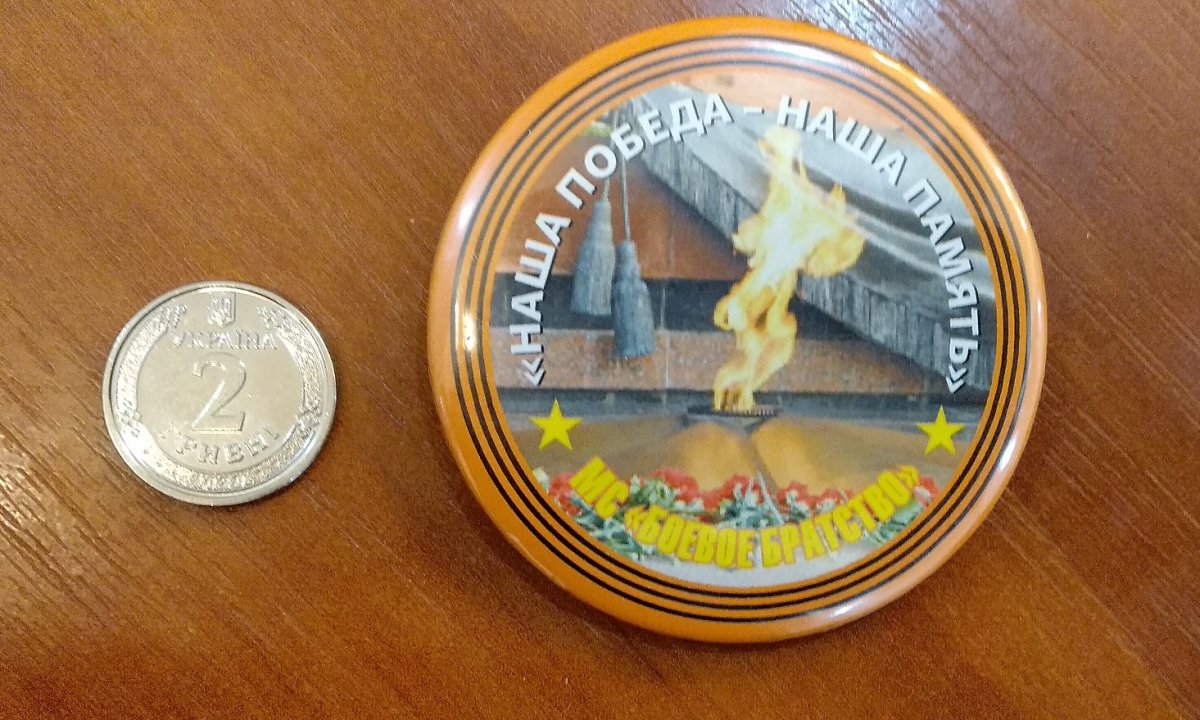 УКРАЇНА
2
ГРИВНІ
«НАША ПОБЕДА – НАША ПАМЯТЬ»
МС «БОЕВОЕ БРАТСТВО»